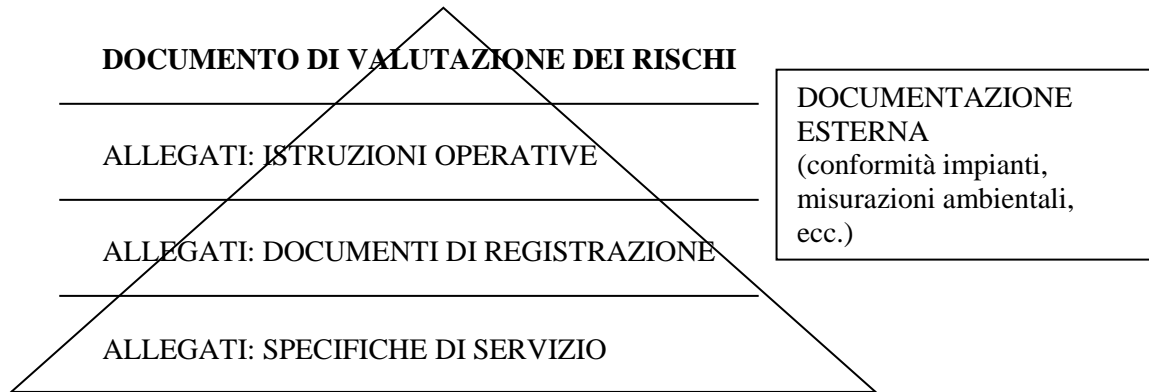 DOCUMENTO DI VALUTAZIONE DEI RISCHI
ALLEGATI: ISTRUZIONI OPERATIVE
ALLEGATI: DOCUMENTI DI REGISTRAZIONE
ALLEGATI: SPECIFICHE DI SERVIZIO
DOCUMENTAZIONE
ESTERNA
(conformità impianti,
misurazioni ambientali,
ecc.)